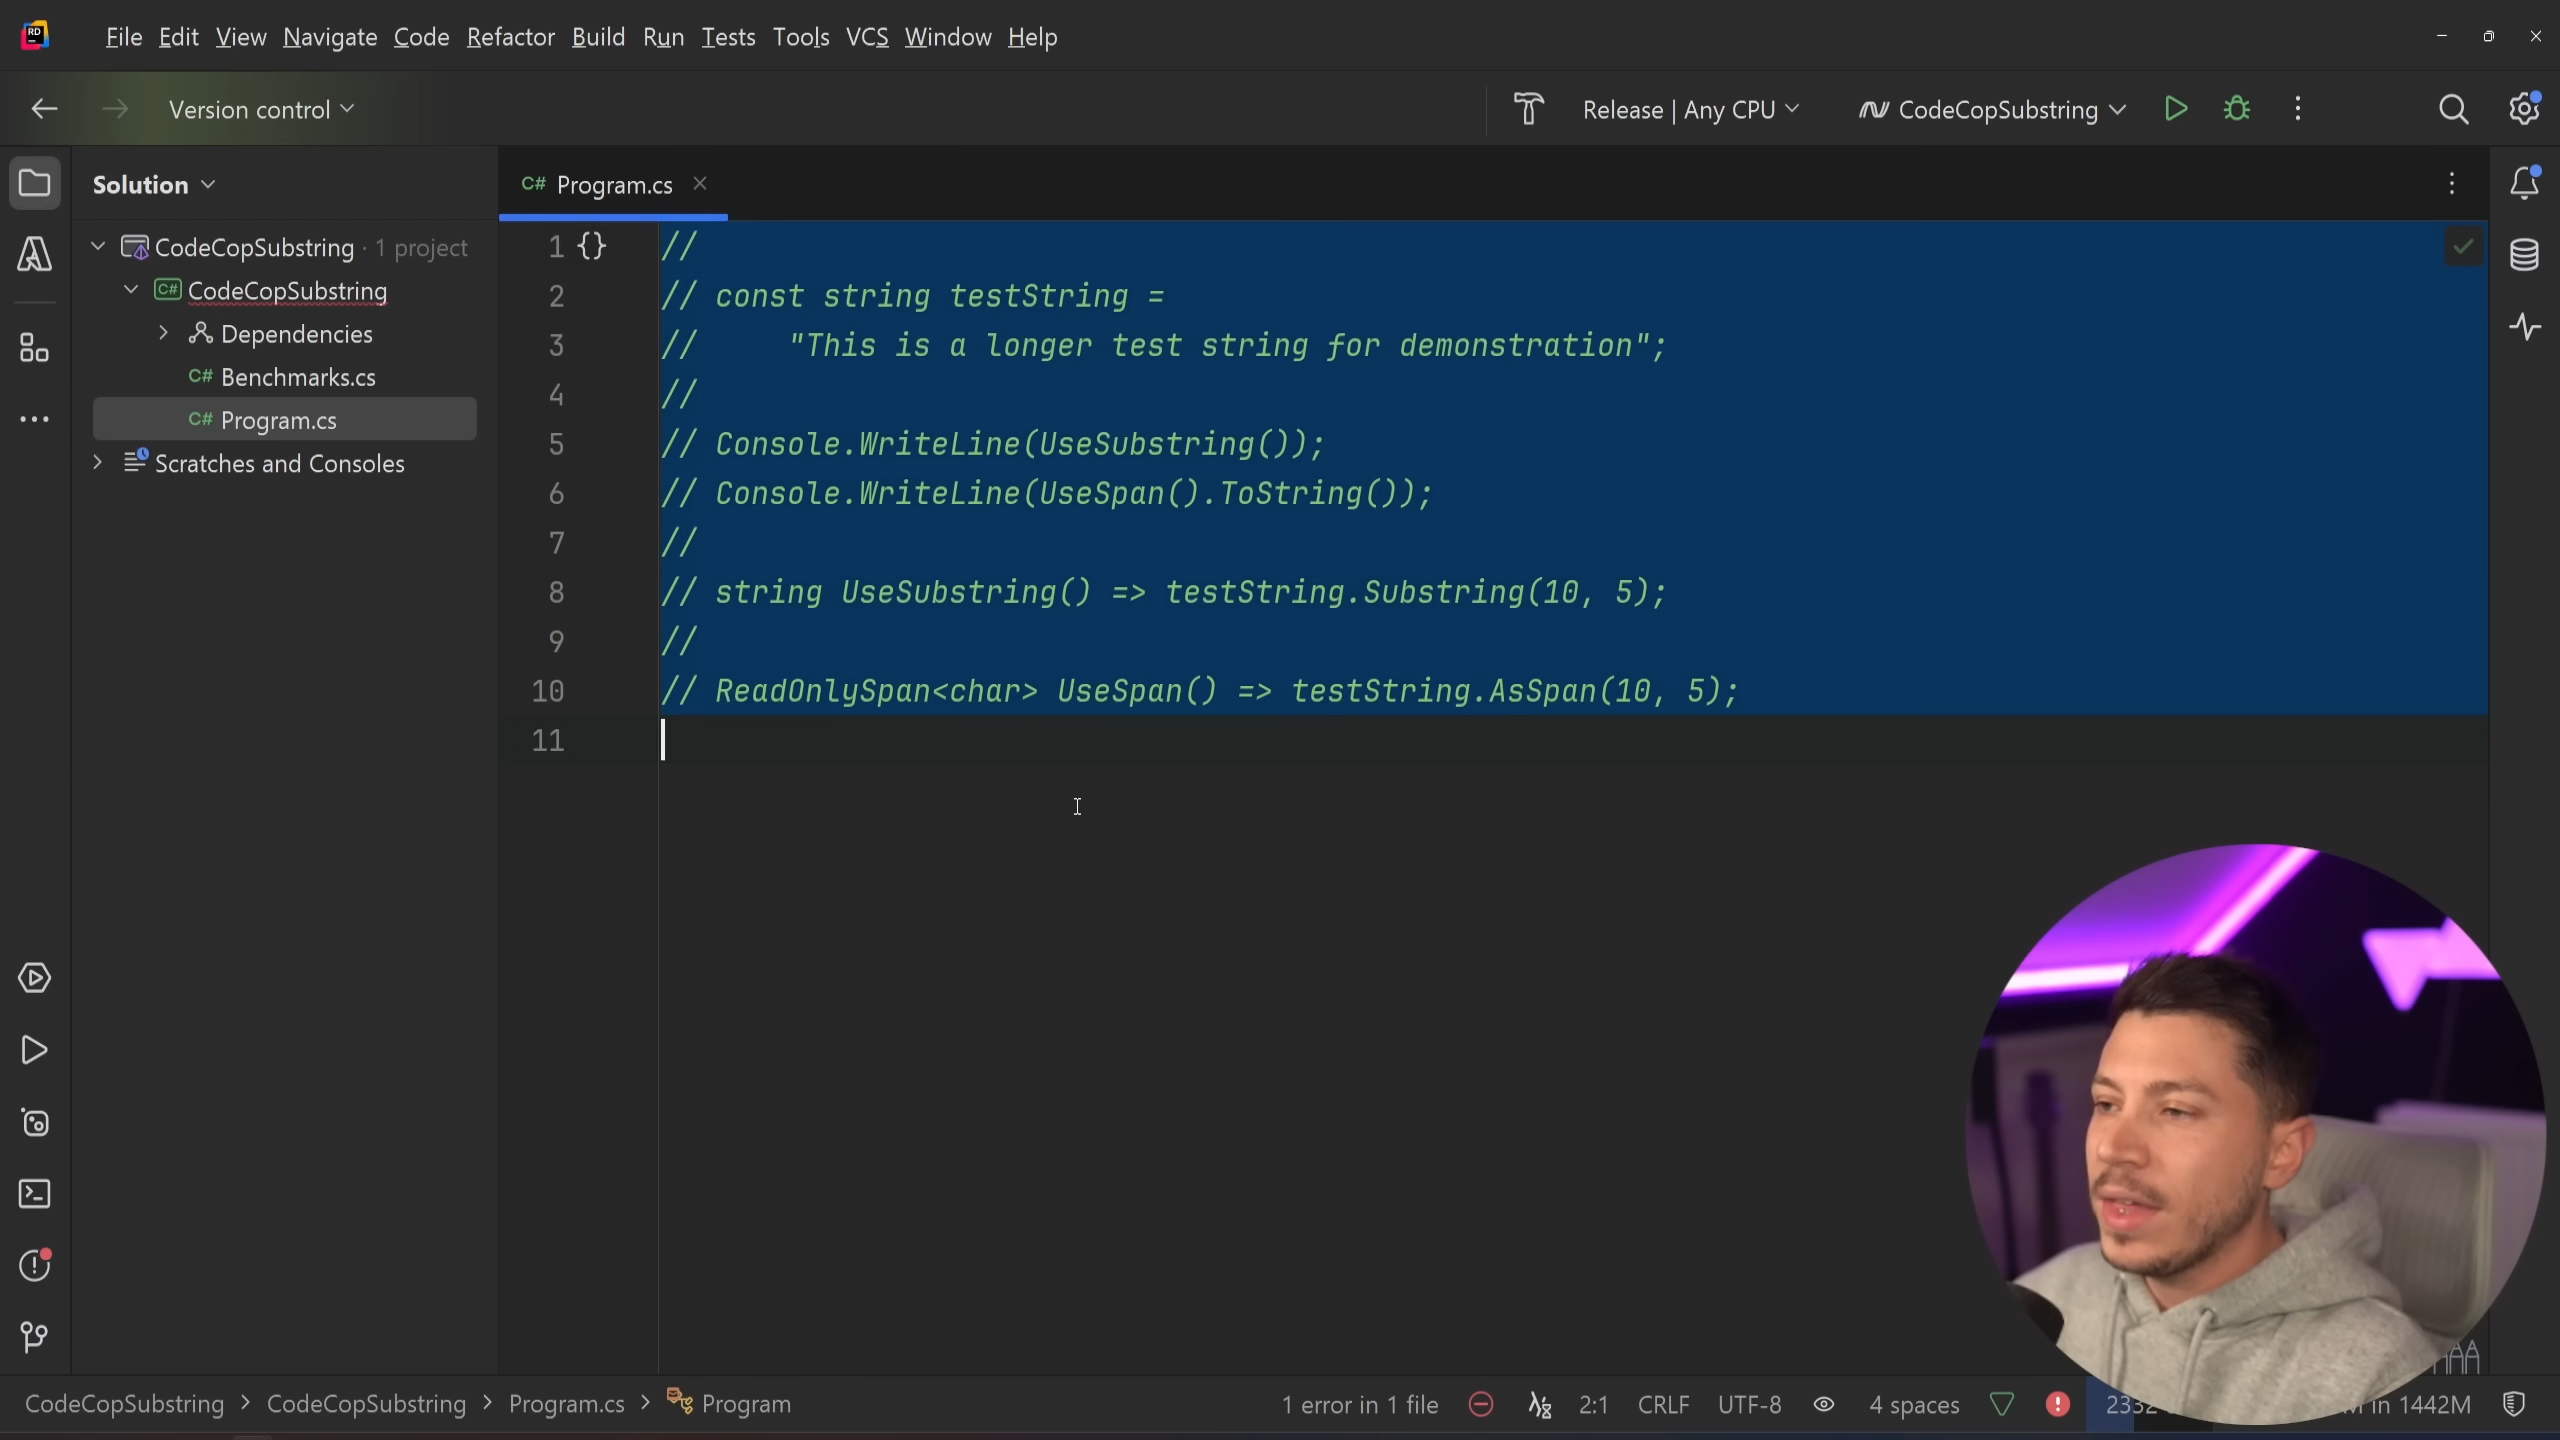 RD
File Edit View Navigate Code Refactor Build Run Tests Tools VCS Window Help
Version control
Release | Any CPU
CodeCopSubstring
Solution
C# Program.cs
CodeCopSubstring · 1 project
C# CodeCopSubstring
Dependencies
C# Benchmarks.cs
C# Program.cs
Scratches and Consoles
1 {} //
2 // const string testString =
3 //     "This is a longer test string for demonstration";
4 //
5 // Console.WriteLine(UseSubstring());
6 // Console.WriteLine(UseSpan().ToString());
7 //
8 // string UseSubstring() => testString.Substring(10, 5);
9 //
10 // ReadOnlySpan<char> UseSpan() => testString.AsSpan(10, 5);
11
CodeCopSubstring > CodeCopSubstring > Program.cs > Program
1 error in 1 file
2:1 CRLF UTF-8 4 spaces
in 1442M